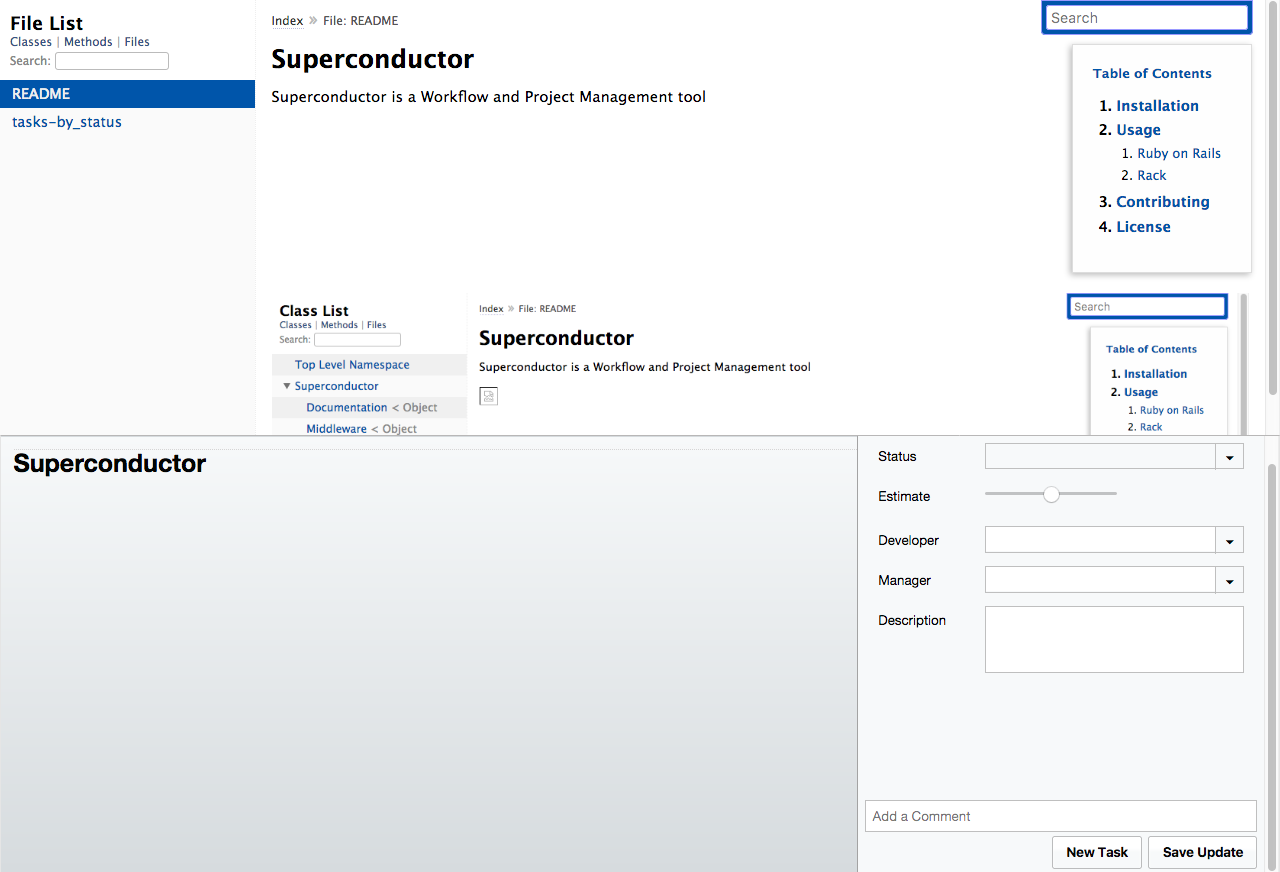 File List
Classes | Methods | Files
Search:
README
tasks-by_status
Index » File: README
Superconductor
Superconductor is a Workflow and Project Management tool
Search
Table of Contents
1. Installation
2. Usage
1. Ruby on Rails
2. Rack
3. Contributing
4. License
Class List
Classes | Methods | Files
Search:
Top Level Namespace
▼ Superconductor
Documentation < Object
Middleware < Object
Index » File: README
Superconductor
Superconductor is a Workflow and Project Management tool
Search
Table of Contents
1. Installation
2. Usage
1. Ruby on Rails
2. Rack
Superconductor
Status
Estimate
Developer
Manager
Description
Add a Comment
New Task
Save Update